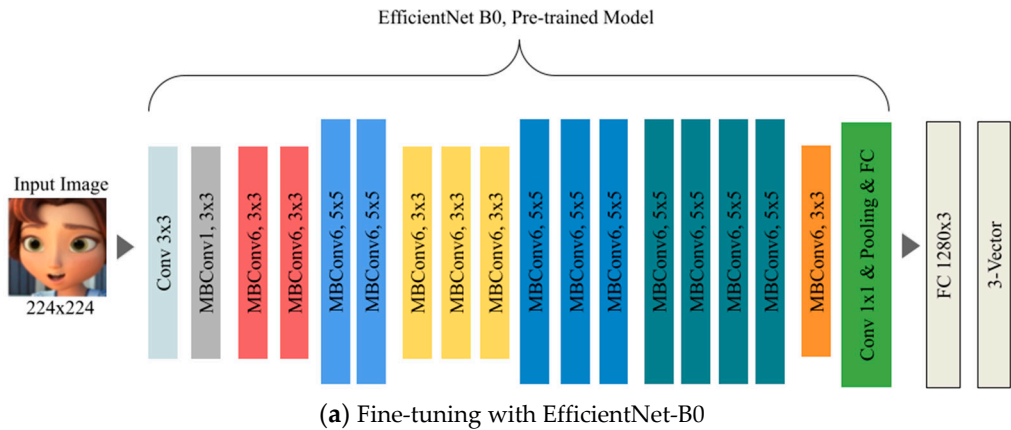 EfficientNet B0, Pre-trained Model
Input Image
224x224
Conv 3x3
MBConv1, 3x3
MBConv6, 3x3
MBConv6, 3x3
MBConv6, 5x5
MBConv6, 5x5
MBConv6, 3x3
MBConv6, 3x3
MBConv6, 3x3
MBConv6, 5x5
MBConv6, 5x5
MBConv6, 5x5
MBConv6, 5x5
MBConv6, 5x5
MBConv6, 5x5
MBConv6, 5x5
MBConv6, 3x3
Conv 1x1 & Pooling & FC
FC 1280x3
3-Vector
(a) Fine-tuning with EfficientNet-B0